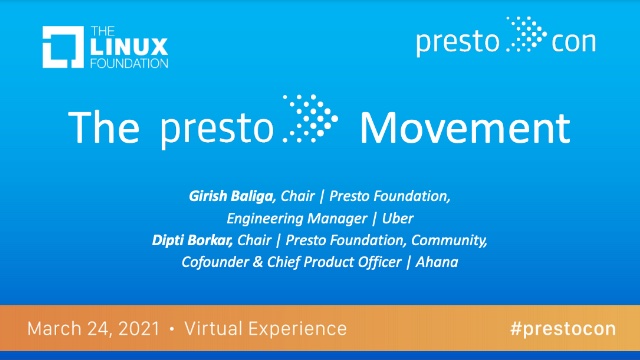 THE
LINUX
FOUNDATION
presto con
The presto Movement
Girish Baliga, Chair | Presto Foundation,
Engineering Manager | Uber
Dipti Borkar, Chair | Presto Foundation, Community,
Cofounder & Chief Product Officer | Ahana
March 24, 2021 • Virtual Experience
#prestocon